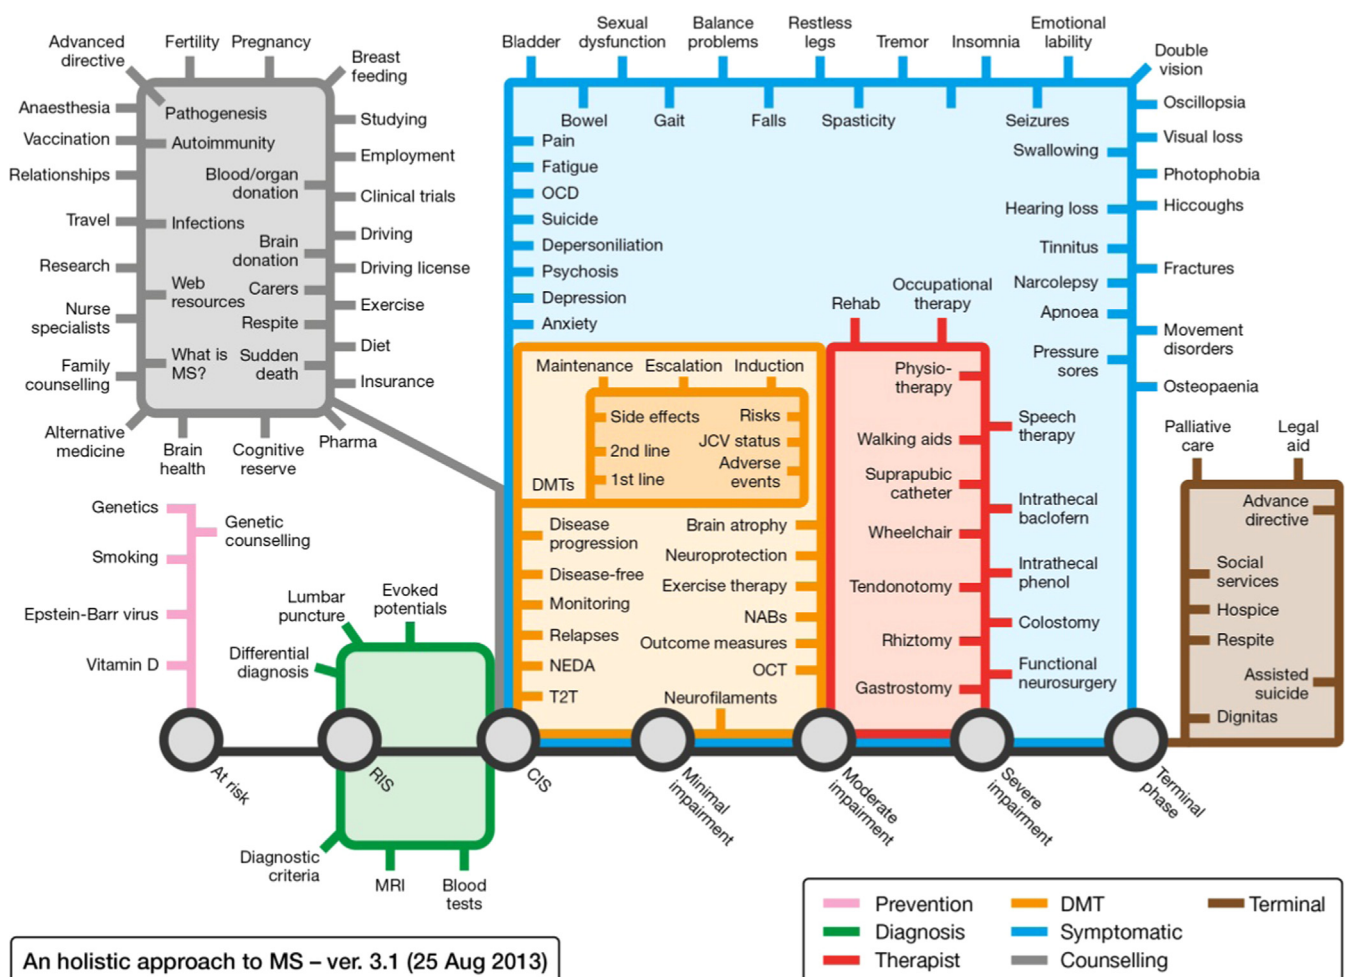 Advanced
directive
Fertility
Pregnancy
Breast
feeding
Anaesthesia
Vaccination
Relationships
Travel
Research
Nurse
specialists
Family
counselling
Alternative
medicine
Brain
health
Cognitive
reserve
Pharma
Pathogenesis
Autoimmunity
Blood/organ
donation
Infections
Brain
donation
Web
resources
Carers
Respite
What is
MS?
Sudden
death
Studying
Employment
Clinical trials
Driving
Driving license
Exercise
Diet
Insurance
Bladder
Sexual
dysfunction
Balance
problems
Restless
legs
Tremor
Insomnia
Emotional
lability
Double
vision
Bowel
Gait
Falls
Spasticity
Seizures
Pain
Fatigue
OCD
Suicide
Depersoniliation
Psychosis
Depression
Anxiety
Swallowing
Hearing loss
Tinnitus
Narcolepsy
Apnoea
Pressure
sores
Oscillopsia
Visual loss
Photophobia
Hiccoughs
Fractures
Movement
disorders
Osteopaenia
Maintenance
Escalation
Induction
Side effects
2nd line
1st line
Risks
JCV status
Adverse
events
DMTs
Disease
progression
Disease-free
Monitoring
Relapses
NEDA
T2T
Brain atrophy
Neuroprotection
Exercise therapy
NABs
Outcome measures
OCT
Neurofilaments
Rehab
Occupational
therapy
Physio-
therapy
Walking aids
Suprapubic
catheter
Wheelchair
Tendonotomy
Rhiztomy
Gastrostomy
Speech
therapy
Intrathecal
baclofern
Intrathecal
phenol
Colostomy
Functional
neurosurgery
Palliative
care
Legal
aid
Advance
directive
Social
services
Hospice
Respite
Assisted
suicide
Dignitas
Genetics
Genetic
counselling
Smoking
Epstein-Barr virus
Vitamin D
Lumbar
puncture
Evoked
potentials
Differential
diagnosis
Diagnostic
criteria
MRI
Blood
tests
At risk
RIS
CIS
Minimal
impairment
Moderate
impairment
Severe
impairment
Terminal
phase
Prevention
Diagnosis
Therapist
DMT
Symptomatic
Counselling
Terminal
An holistic approach to MS – ver. 3.1 (25 Aug 2013)